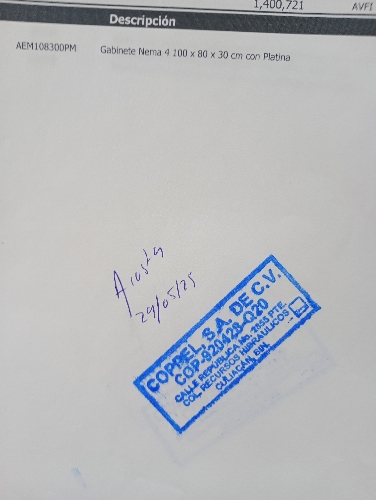 1,400,721 AVFI
Descripción
AEM108300PM Gabinete Nema 4 100 x 80 x 30 cm con Platina
Acosta
29/05/25
COPPEL, S.A. DE C.V.
COP-920428-Q20
CALLE REPUBLICA No. 2855 PTE.
COL. RECURSOS HIDRAULICOS
CULIACAN, SIN.